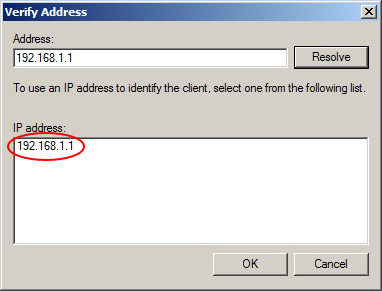 Verify Address
Address:
192.168.1.1
Resolve
To use an IP address to identify the client, select one from the following list.
IP address:
192.168.1.1
OK
Cancel